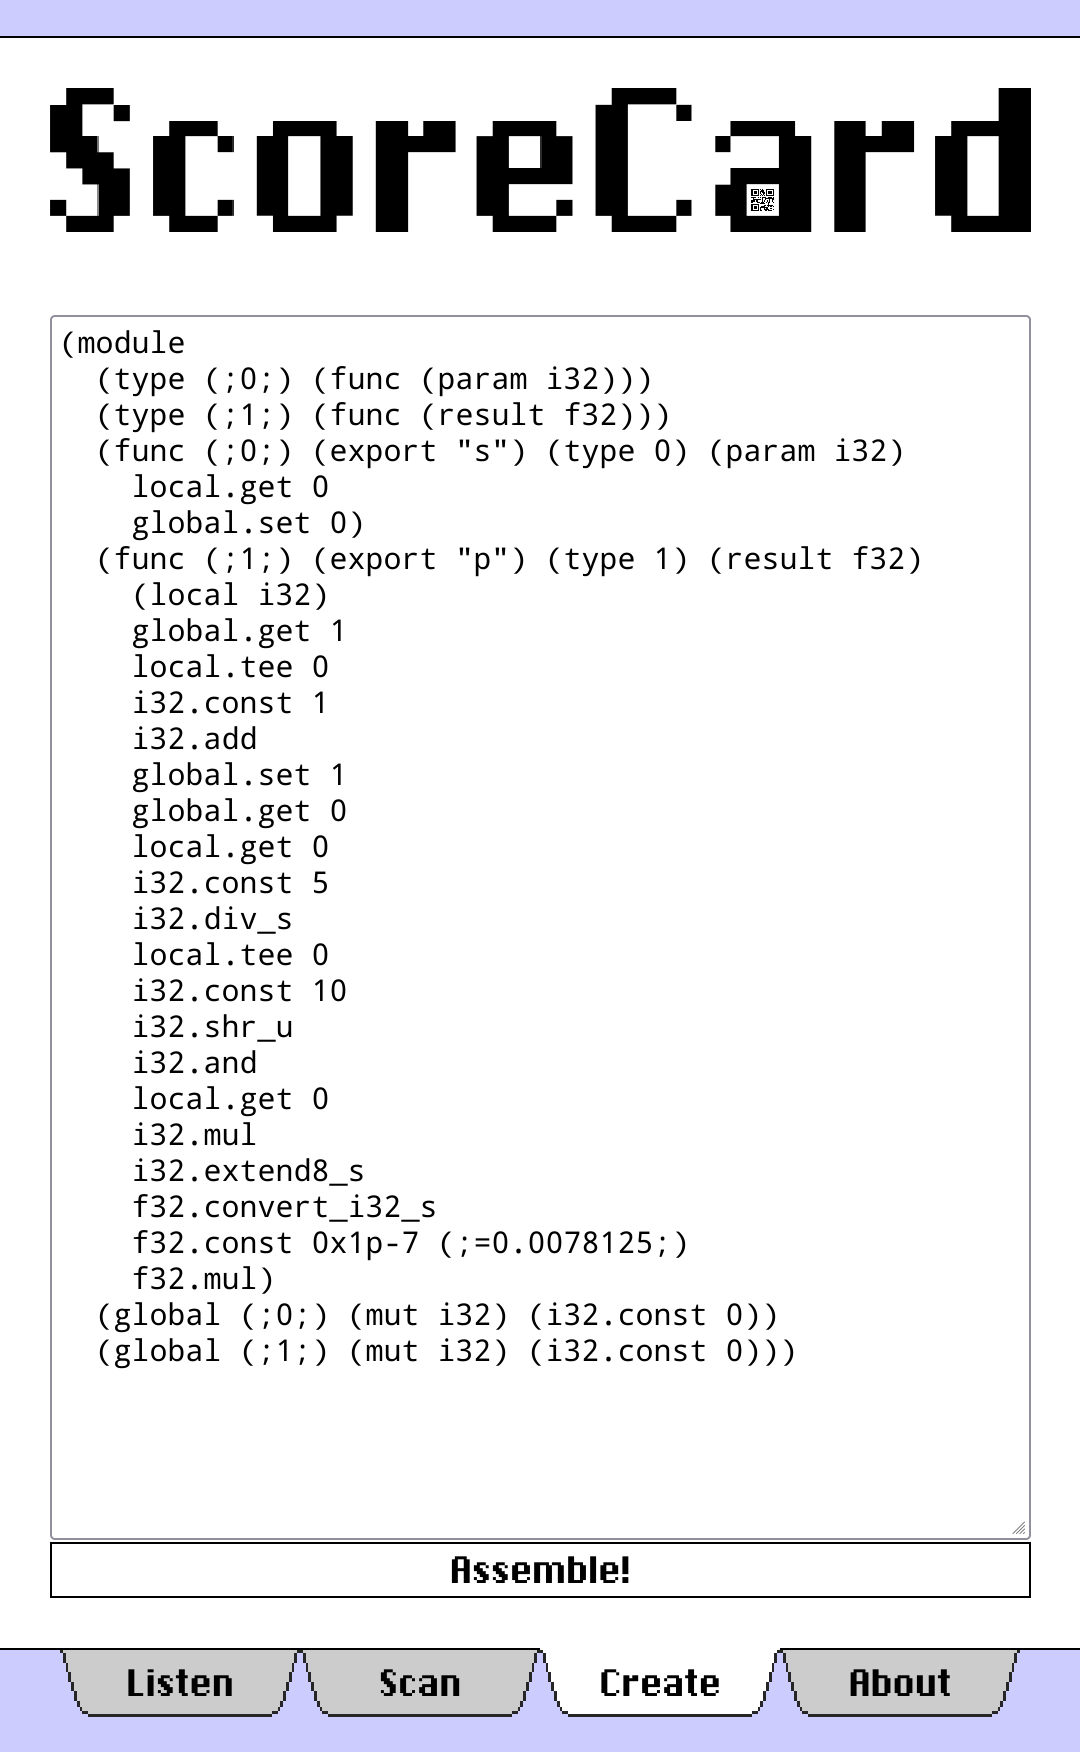 ScoreCard
(module
  (type (;0;) (func (param i32)))
  (type (;1;) (func (result f32)))
  (func (;0;) (export "s") (type 0) (param i32)
    local.get 0
    global.set 0)
  (func (;1;) (export "p") (type 1) (result f32)
    (local i32)
    global.get 1
    local.tee 0
    i32.const 1
    i32.add
    global.set 1
    global.get 0
    local.get 0
    i32.const 5
    i32.div_s
    local.tee 0
    i32.const 10
    i32.shr_u
    i32.and
    local.get 0
    i32.mul
    i32.extend8_s
    f32.convert_i32_s
    f32.const 0x1p-7 (;=0.0078125;)
    f32.mul)
  (global (;0;) (mut i32) (i32.const 0))
  (global (;1;) (mut i32) (i32.const 0)))
Assemble!
Listen Scan Create About